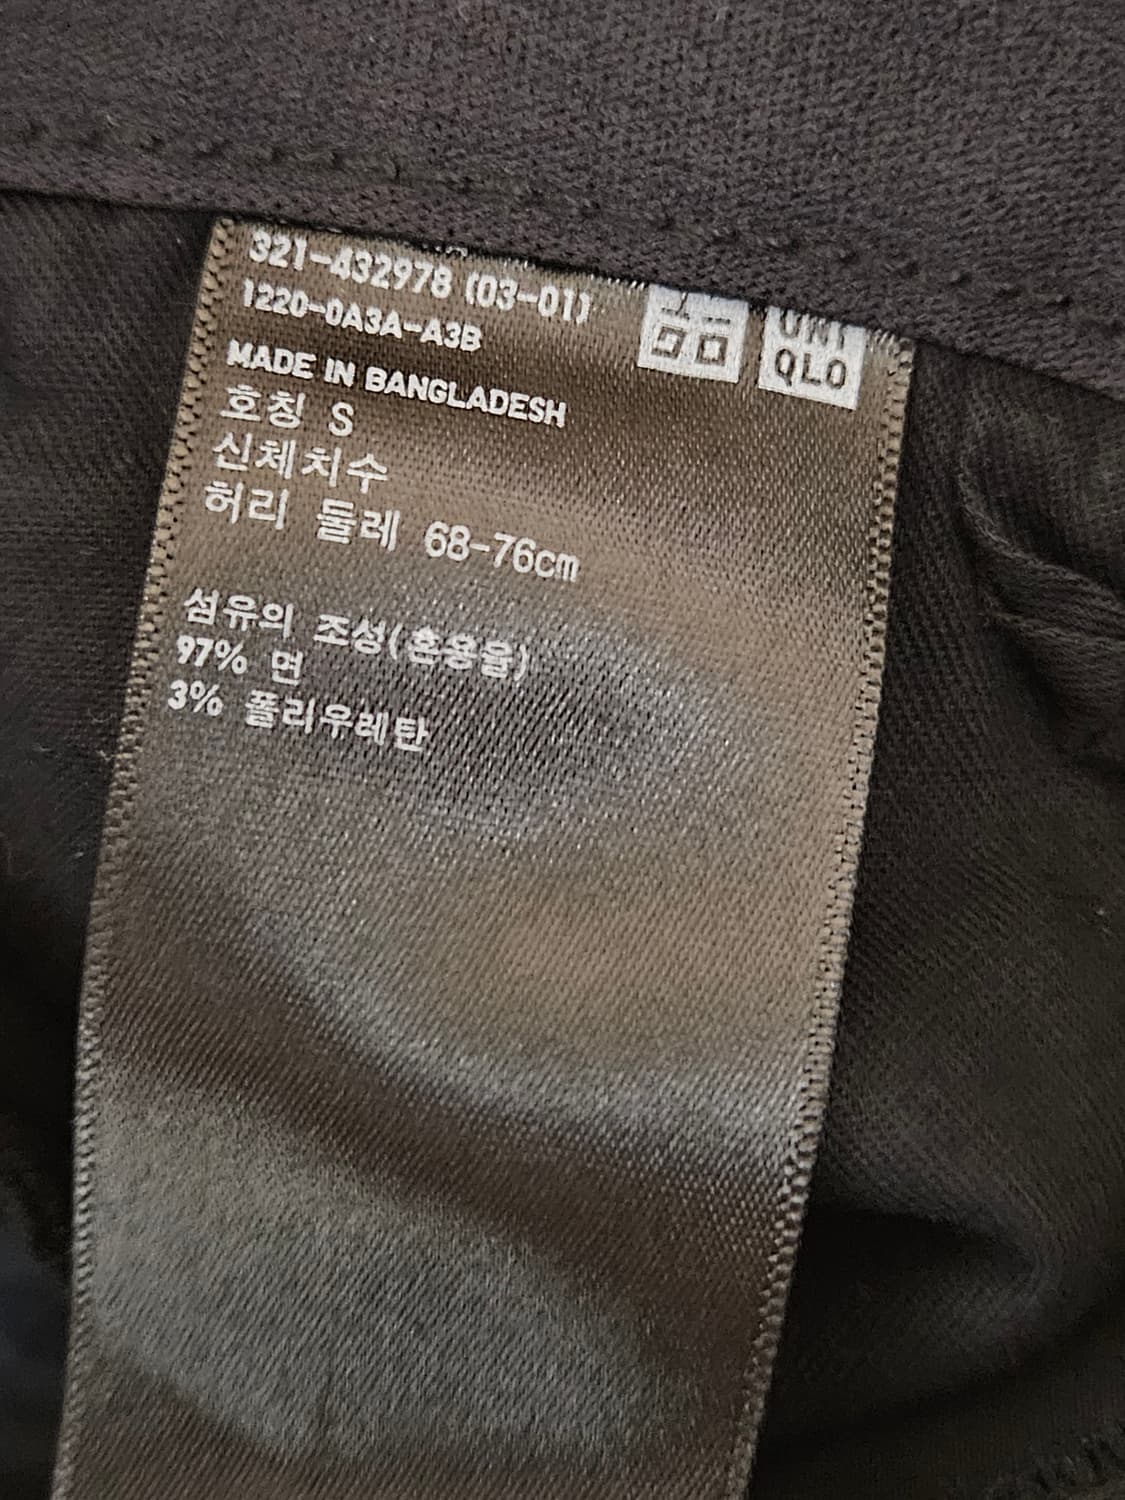 321-432978 (03-01)
1220-0A3A-A3B
MADE IN BANGLADESH
UNI
QLO
호칭 S
신체치수
허리 둘레 68-76cm
섬유의 조성(혼용율)
97% 면
3% 폴리우레탄